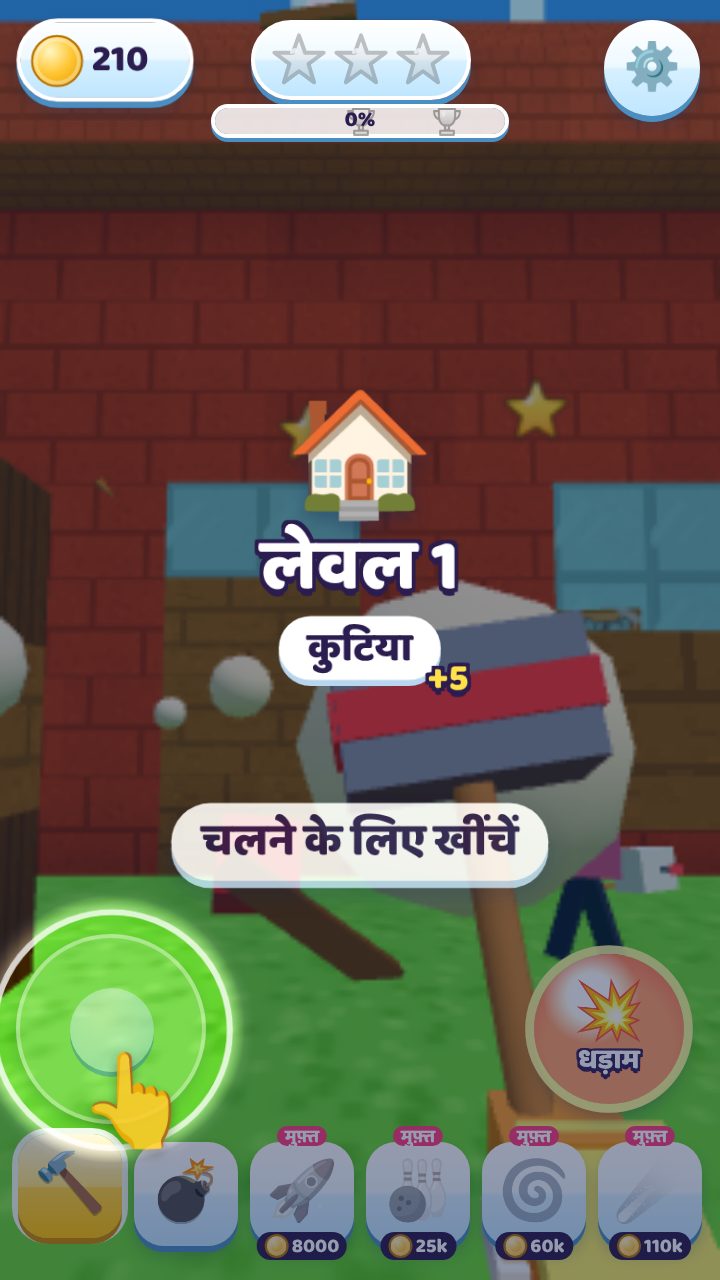 210
0%
लेवल 1
कुटिया
+5
चलने के लिए खींचें
धड़ाम
मुफ़्त मुफ़्त मुफ़्त मुफ़्त
8000 25k 60k 110k